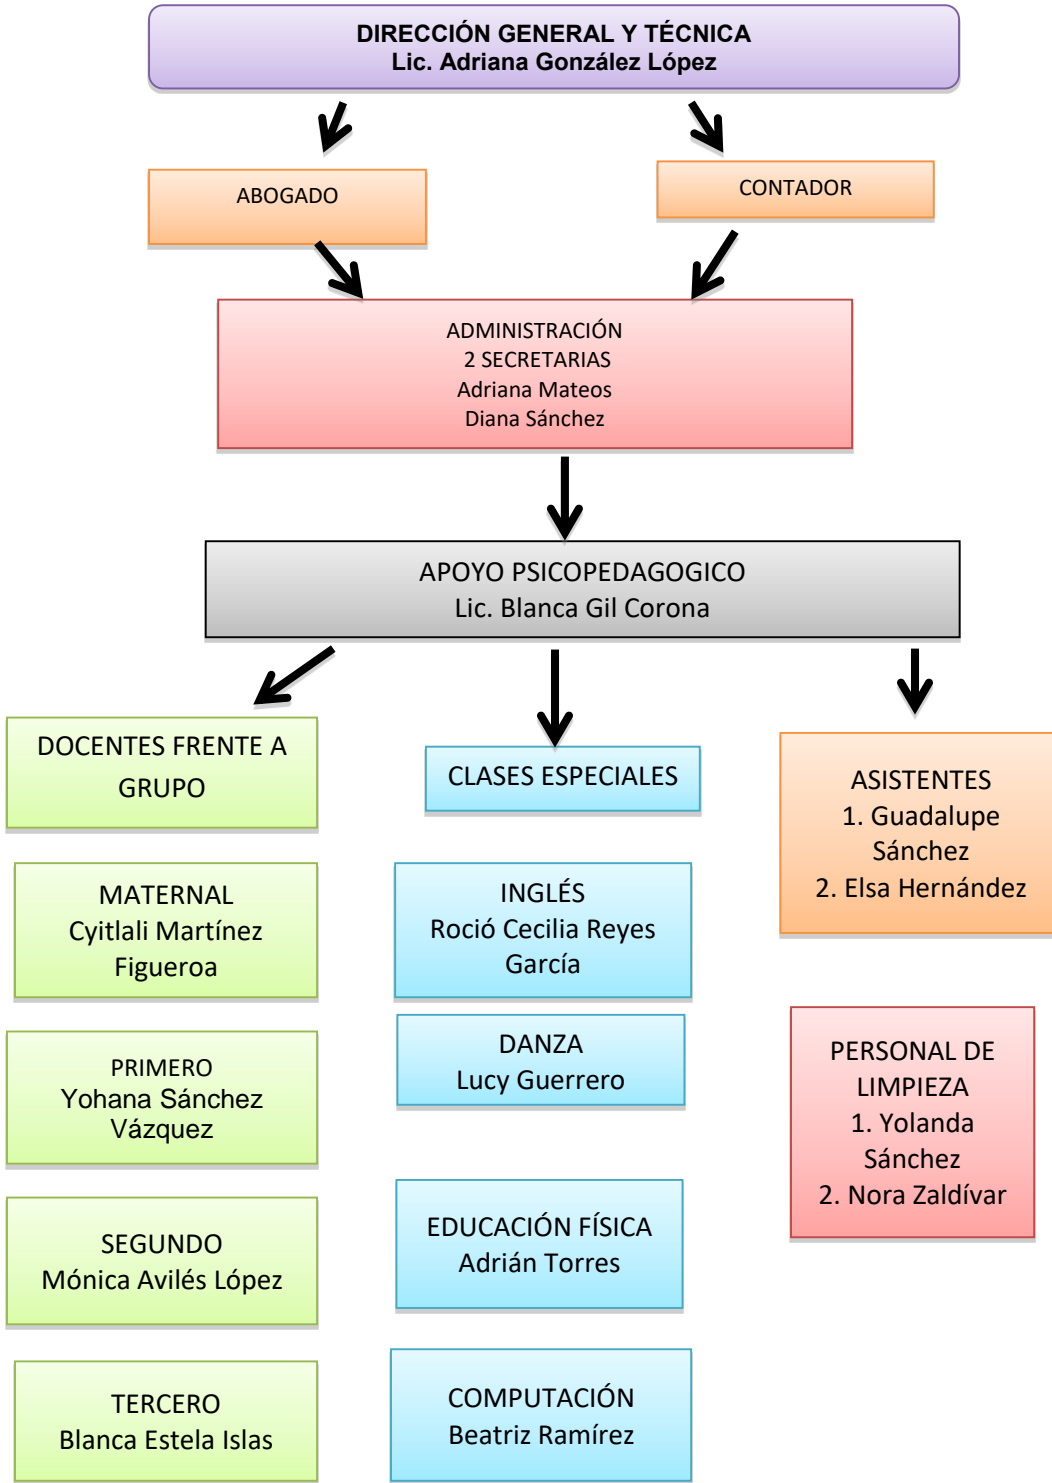 DIRECCIÓN GENERAL Y TÉCNICA
Lic. Adriana González López
ABOGADO
CONTADOR
ADMINISTRACIÓN
2 SECRETARIAS
Adriana Mateos
Diana Sánchez
APOYO PSICOPEDAGOGICO
Lic. Blanca Gil Corona
DOCENTES FRENTE A
GRUPO
MATERNAL
Cyitlali Martínez
Figueroa
PRIMERO
Yohana Sánchez
Vázquez
SEGUNDO
Mónica Avilés López
TERCERO
Blanca Estela Islas
CLASES ESPECIALES
INGLÉS
Roció Cecilia Reyes
García
DANZA
Lucy Guerrero
EDUCACIÓN FÍSICA
Adrián Torres
COMPUTACIÓN
Beatriz Ramírez
ASISTENTES
1. Guadalupe
Sánchez
2. Elsa Hernández
PERSONAL DE
LIMPIEZA
1. Yolanda
Sánchez
2. Nora Zaldívar